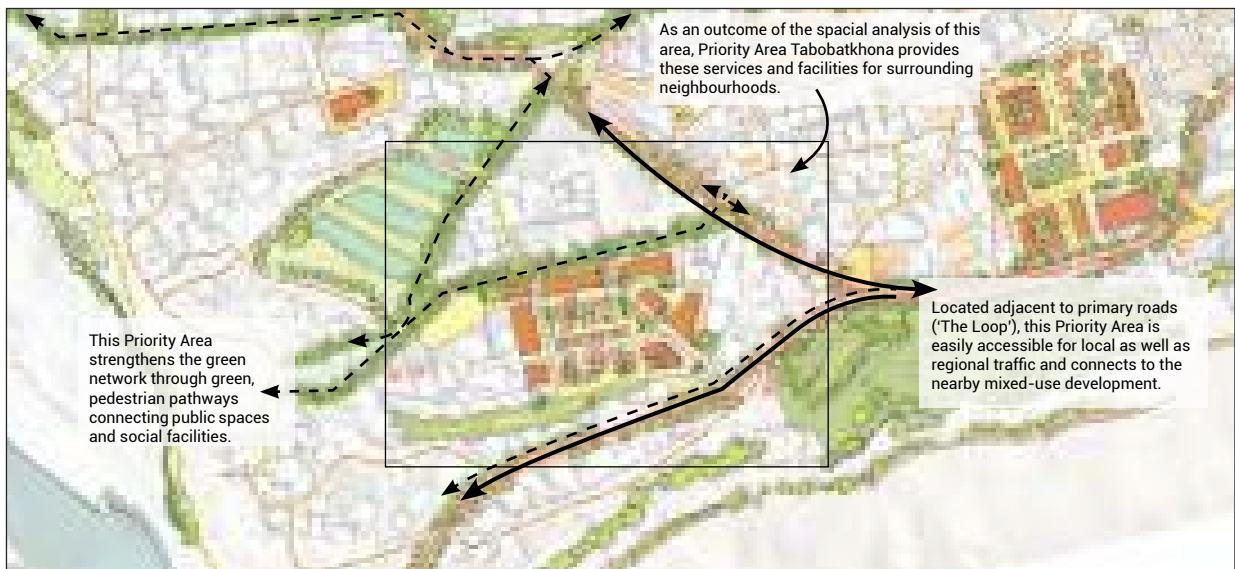 As an outcome of the spacial analysis of this
area, Priority Area Tabobatkhona provides
these services and facilities for surrounding
neighbourhoods.
This Priority Area
strengthens the green
network through green,
pedestrian pathways
connecting public spaces
and social facilities.
Located adjacent to primary roads
(‘The Loop’), this Priority Area is
easily accessible for local as well as
regional traffic and connects to the
nearby mixed-use development.